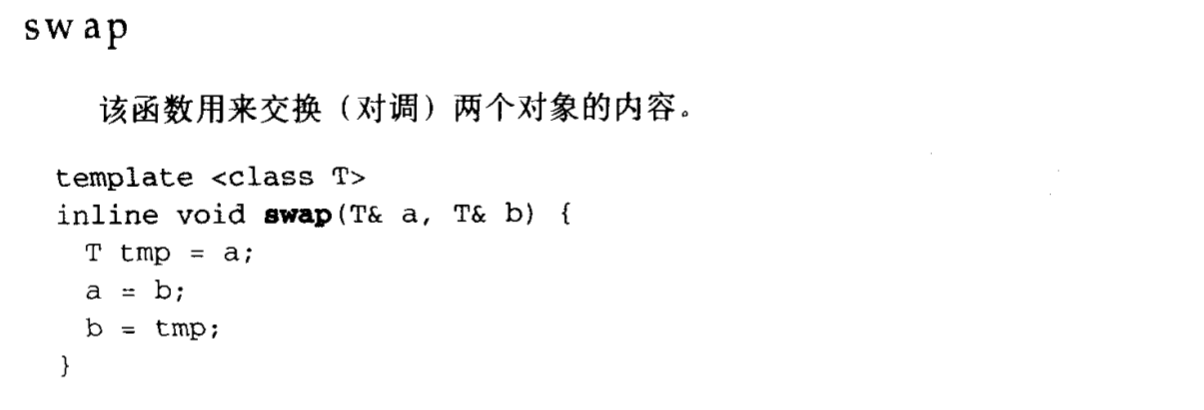 swap
该函数用来交换（对调）两个对象的内容。
template <class T>
inline void swap(T& a, T& b) {
  T tmp = a;
  a = b;
  b = tmp;
}